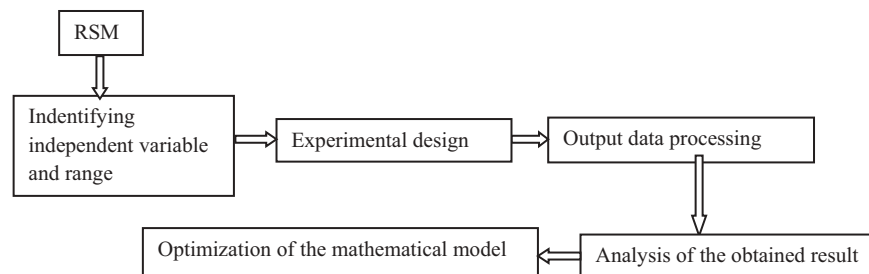 RSM
Indentifying
independent variable
and range
Experimental design
Output data processing
Optimization of the mathematical model
Analysis of the obtained result